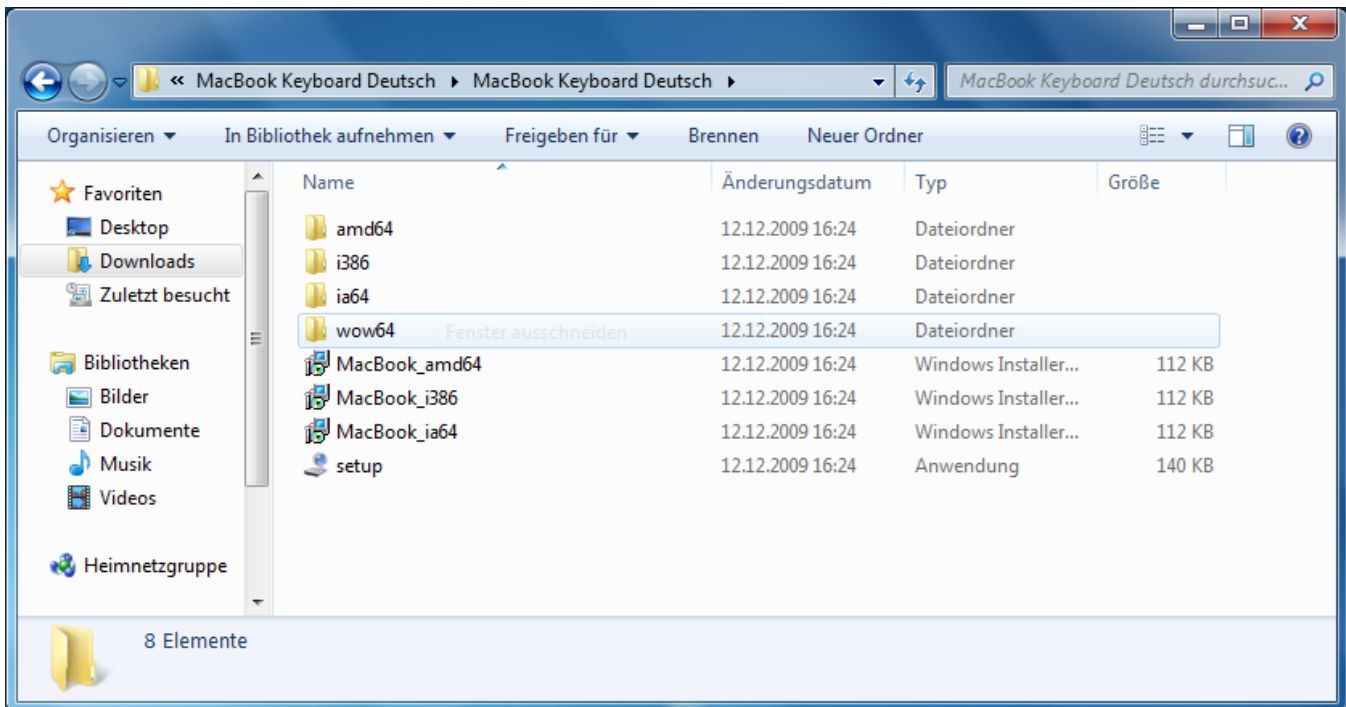 « MacBook Keyboard Deutsch MacBook Keyboard Deutsch MacBook Keyboard Deutsch durchsuc...
Organisieren In Bibliothek aufnehmen Freigeben für Brennen Neuer Ordner
Favoriten
Desktop
Downloads
Zuletzt besucht
Bibliotheken
Bilder
Dokumente
Musik
Videos
Heimnetzgruppe
Name Änderungsdatum Typ Größe
amd64 12.12.2009 16:24 Dateiordner
i386 12.12.2009 16:24 Dateiordner
ia64 12.12.2009 16:24 Dateiordner
wow64 Fenster ausschneiden 12.12.2009 16:24 Dateiordner
MacBook_amd64 12.12.2009 16:24 Windows Installer... 112 KB
MacBook_i386 12.12.2009 16:24 Windows Installer... 112 KB
MacBook_ia64 12.12.2009 16:24 Windows Installer... 112 KB
setup 12.12.2009 16:24 Anwendung 140 KB
8 Elemente